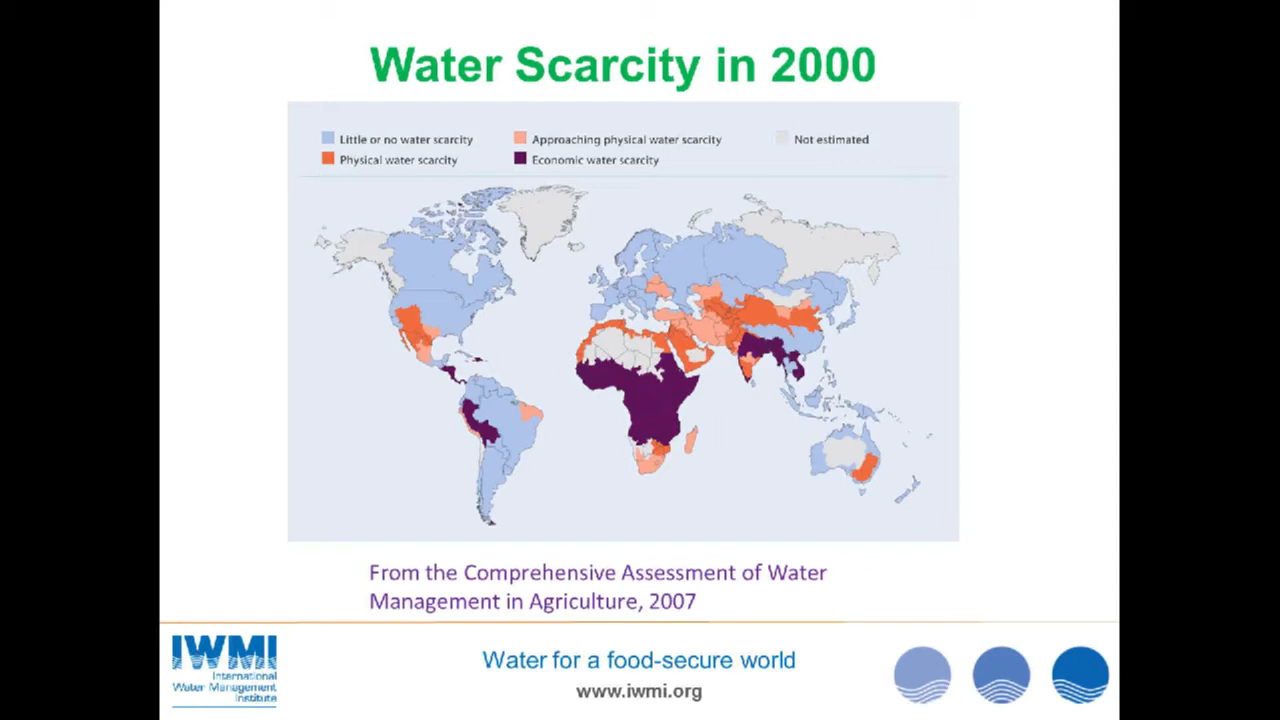 Water Scarcity in 2000
Little or no water scarcity
Approaching physical water scarcity
Not estimated
Physical water scarcity
Economic water scarcity
From the Comprehensive Assessment of Water
Management in Agriculture, 2007
IWMI
International
Water Management
Institute
Water for a food-secure world
www.iwmi.org